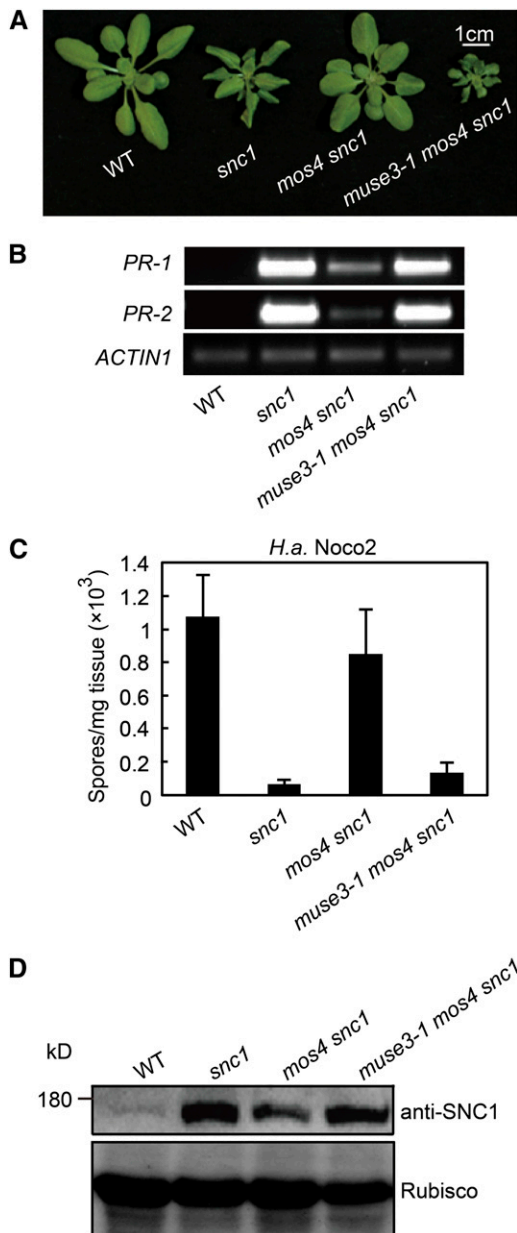 A
1cm
WT
snc1
mos4 snc1
muse3-1 mos4 snc1
B
PR-1
PR-2
ACTIN1
WT
snc1
mos4 snc1
muse3-1 mos4 snc1
C
H.a. Noco2
Spores/mg tissue (×10³)
1.4
1.2
1
0.8
0.6
0.4
0.2
0
WT
snc1
mos4 snc1
muse3-1 mos4 snc1
D
kD
WT
snc1
mos4 snc1
muse3-1 mos4 snc1
180
anti-SNC1
Rubisco